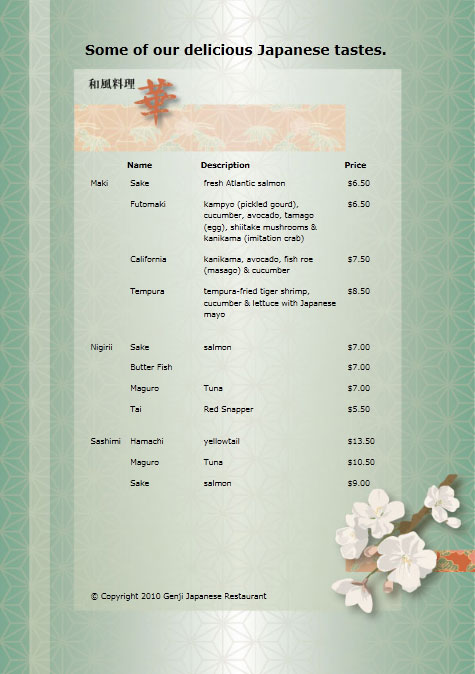 Some of our delicious Japanese tastes.
和風料理
華
Name Description Price
Maki Sake fresh Atlantic salmon $6.50
Futomaki kampyo (pickled gourd), $6.50
cucumber, avocado, tamago
(egg), shiitake mushrooms &
kanikama (imitation crab)
California kanikama, avocado, fish roe $7.50
(masago) & cucumber
Tempura tempura-fried tiger shrimp, $8.50
cucumber & lettuce with Japanese
mayo
Nigirii Sake salmon $7.00
Butter Fish $7.00
Maguro Tuna $7.00
Tai Red Snapper $5.50
Sashimi Hamachi yellowtail $13.50
Maguro Tuna $10.50
Sake salmon $9.00
© Copyright 2010 Genji Japanese Restaurant